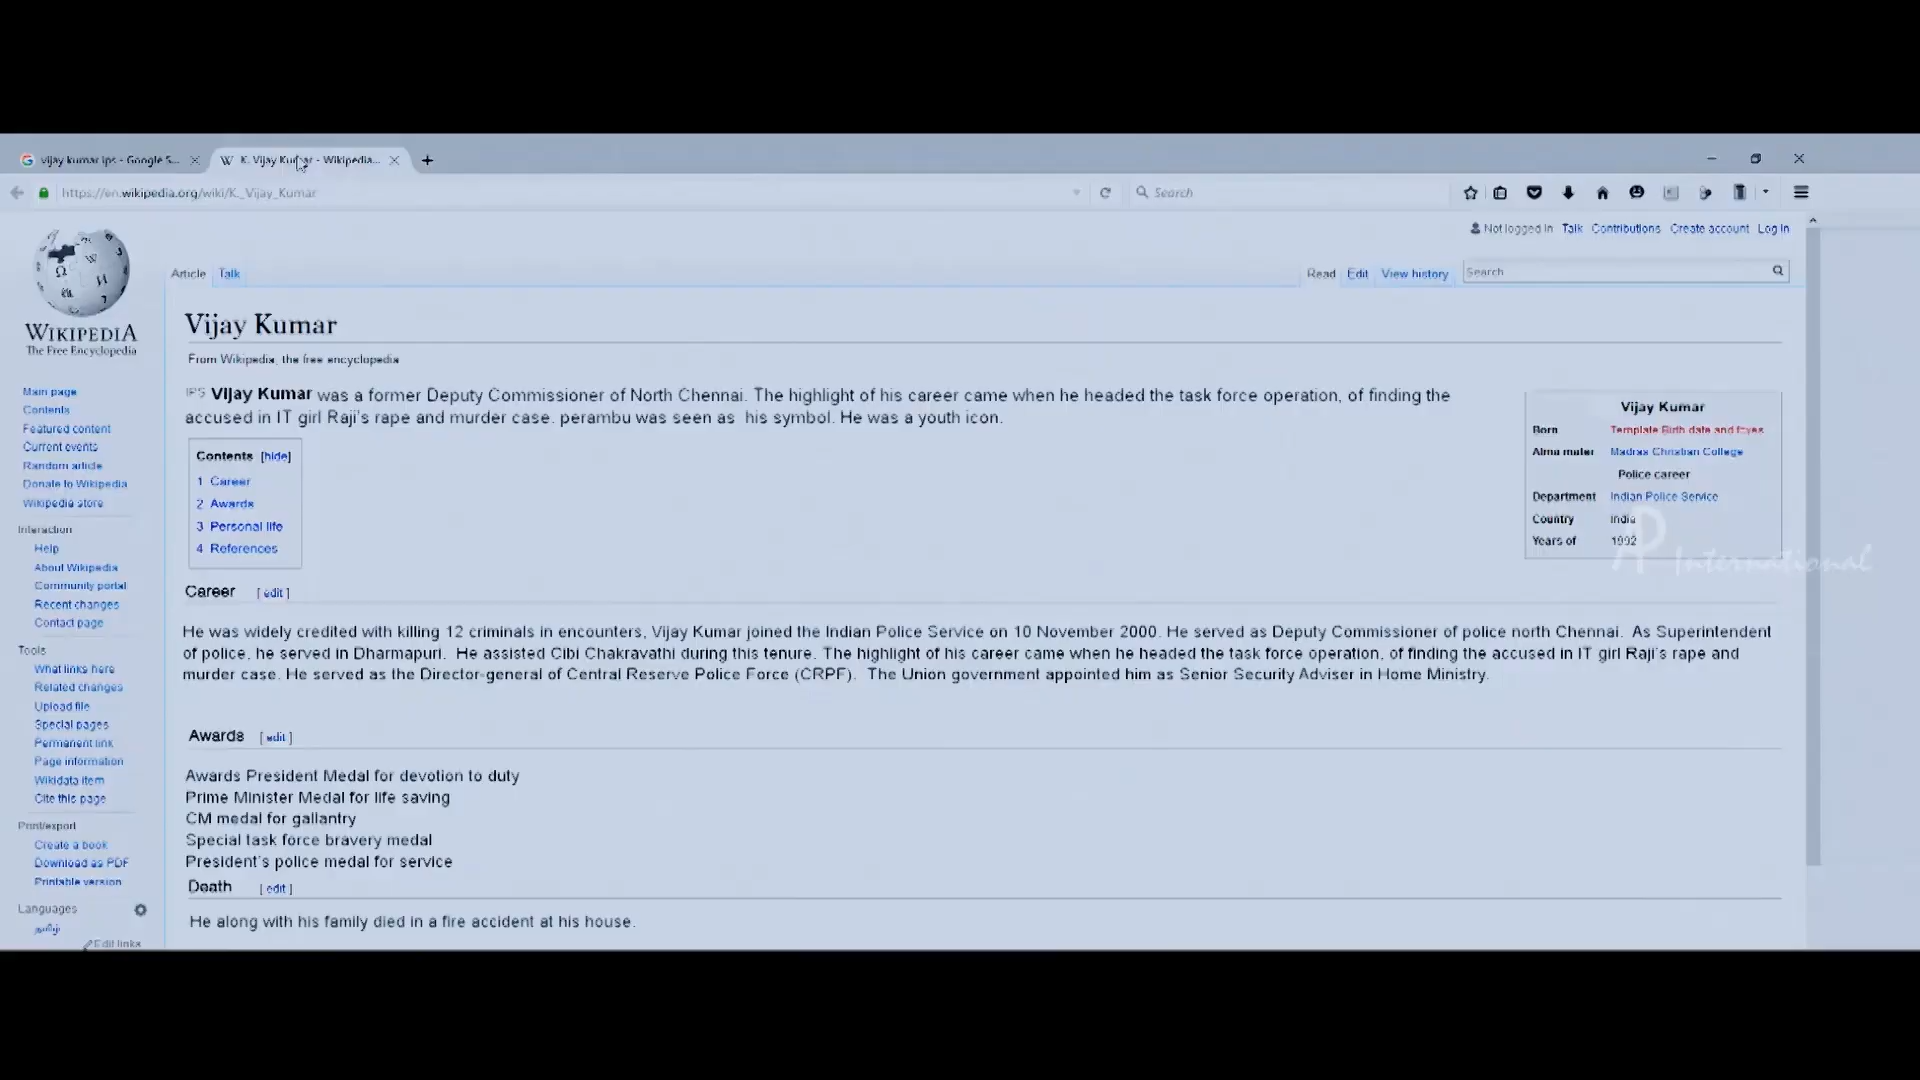 vijay kumar ips - Google S...
K. Vijay Kumar - Wikipedia...
https://en.wikipedia.org/wiki/K._Vijay_Kumar
Search
Not logged in Talk Contributions Create account Log in
Article Talk
Read Edit View history
Search
WIKIPEDIA
The Free Encyclopedia
Main page
Contents
Featured content
Current events
Random article
Donate to Wikipedia
Wikipedia store
Interaction
Help
About Wikipedia
Community portal
Recent changes
Contact page
Tools
What links here
Related changes
Upload file
Special pages
Permanent link
Page information
Wikidata item
Cite this page
Print/export
Create a book
Download as PDF
Printable version
Languages
தமிழ்
Edit links
Vijay Kumar
From Wikipedia, the free encyclopedia
IPS Vijay Kumar was a former Deputy Commissioner of North Chennai. The highlight of his career came when he headed the task force operation, of finding the
accused in IT girl Raji's rape and murder case. perambu was seen as his symbol. He was a youth icon.
Contents [hide]
1 Career
2 Awards
3 Personal life
4 References
Vijay Kumar
Born Template Birth date and
Alma mater Madras Christian College
Police career
Department Indian Police Service
Country India
Years of 1992
AP International
Career [ edit ]
He was widely credited with killing 12 criminals in encounters, Vijay Kumar joined the Indian Police Service on 10 November 2000. He served as Deputy Commissioner of police north Chennai. As Superintendent
of police, he served in Dharmapuri. He assisted Cibi Chakravathi during this tenure. The highlight of his career came when he headed the task force operation, of finding the accused in IT girl Raji's rape and
murder case. He served as the Director-general of Central Reserve Police Force (CRPF). The Union government appointed him as Senior Security Adviser in Home Ministry.
Awards [ edit ]
Awards President Medal for devotion to duty
Prime Minister Medal for life saving
CM medal for gallantry
Special task force bravery medal
President's police medal for service
Death [ edit ]
He along with his family died in a fire accident at his house.